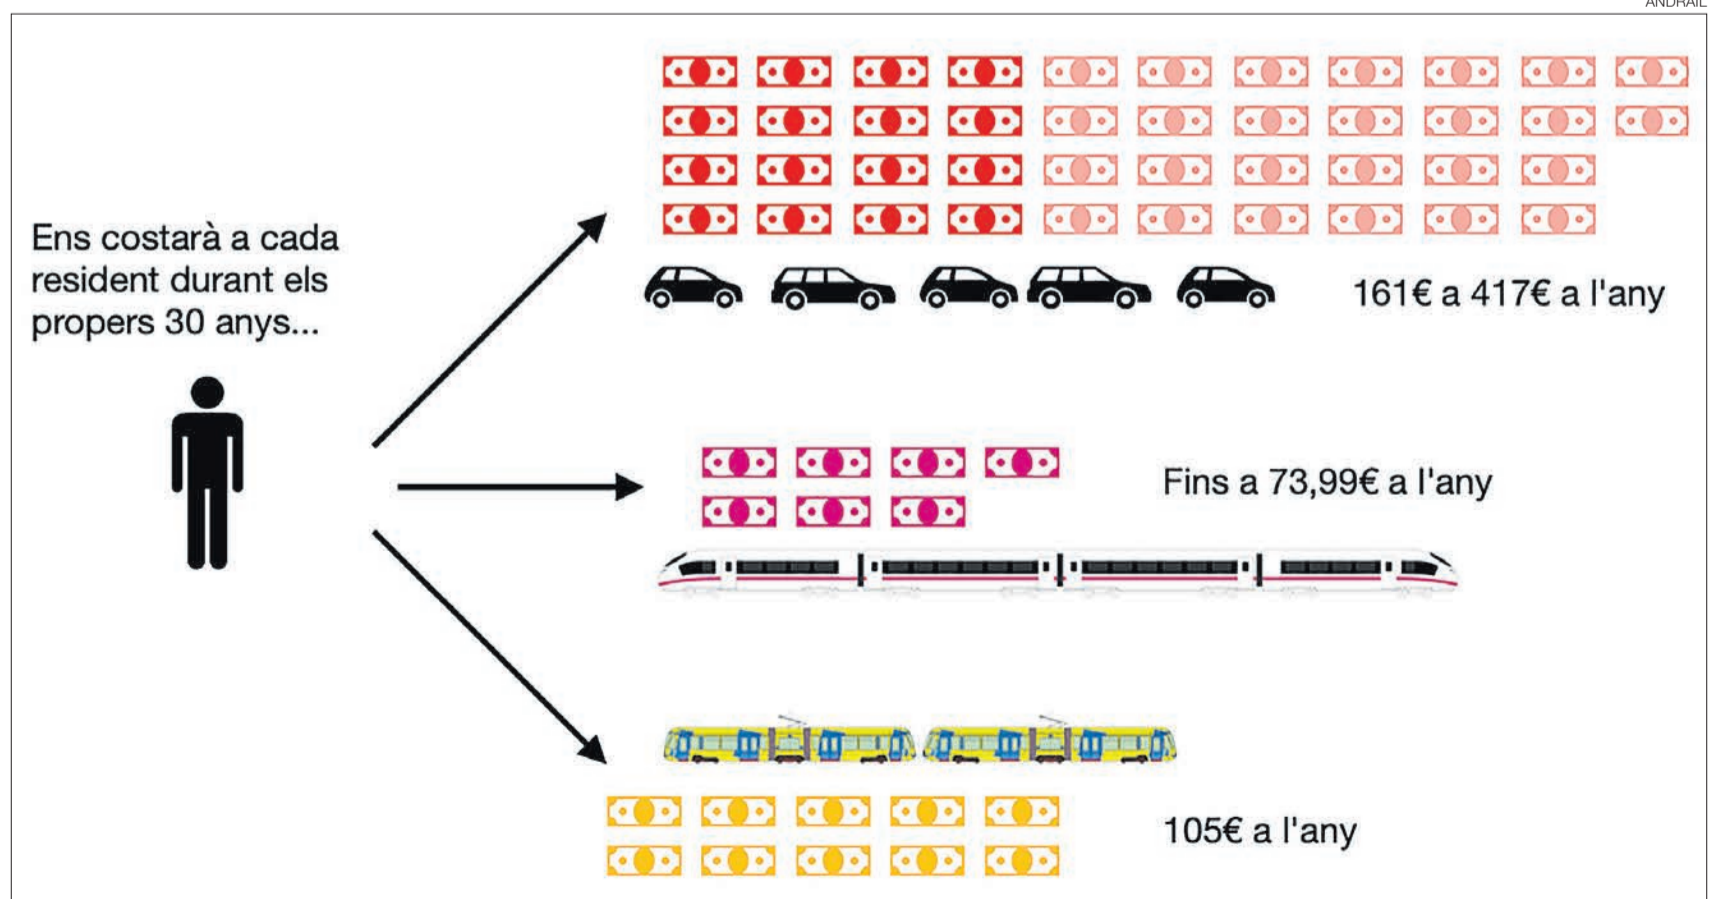 ANDRAIL
Ens costarà a cada
resident durant els
propers 30 anys...
161€ a 417€ a l'any
Fins a 73,99€ a l'any
105€ a l'any